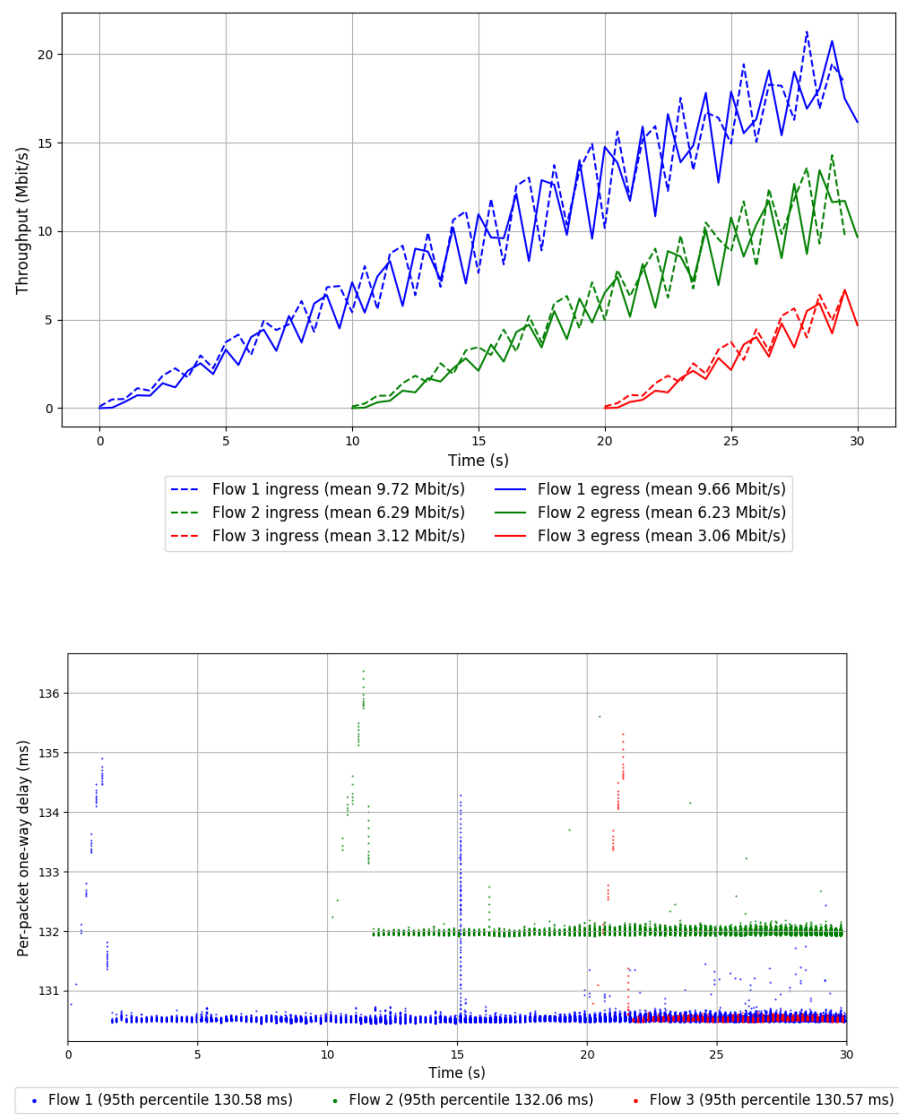 20
15
10
5
0
Throughput (Mbit/s)
0 5 10 15 20 25 30
Time (s)
Flow 1 ingress (mean 9.72 Mbit/s) Flow 1 egress (mean 9.66 Mbit/s)
Flow 2 ingress (mean 6.29 Mbit/s) Flow 2 egress (mean 6.23 Mbit/s)
Flow 3 ingress (mean 3.12 Mbit/s) Flow 3 egress (mean 3.06 Mbit/s)
136
135
134
133
132
131
Per-packet one-way delay (ms)
0 5 10 15 20 25 30
Time (s)
Flow 1 (95th percentile 130.58 ms) Flow 2 (95th percentile 132.06 ms) Flow 3 (95th percentile 130.57 ms)